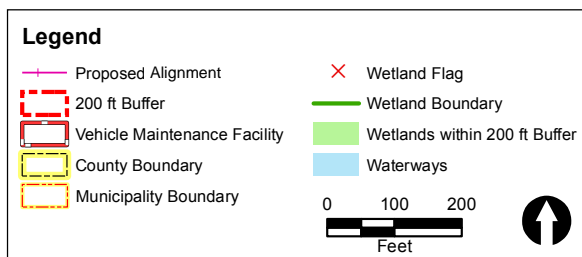 Legend
Proposed Alignment
200 ft Buffer
Vehicle Maintenance Facility
County Boundary
Municipality Boundary
Wetland Flag
Wetland Boundary
Wetlands within 200 ft Buffer
Waterways
0 100 200
Feet